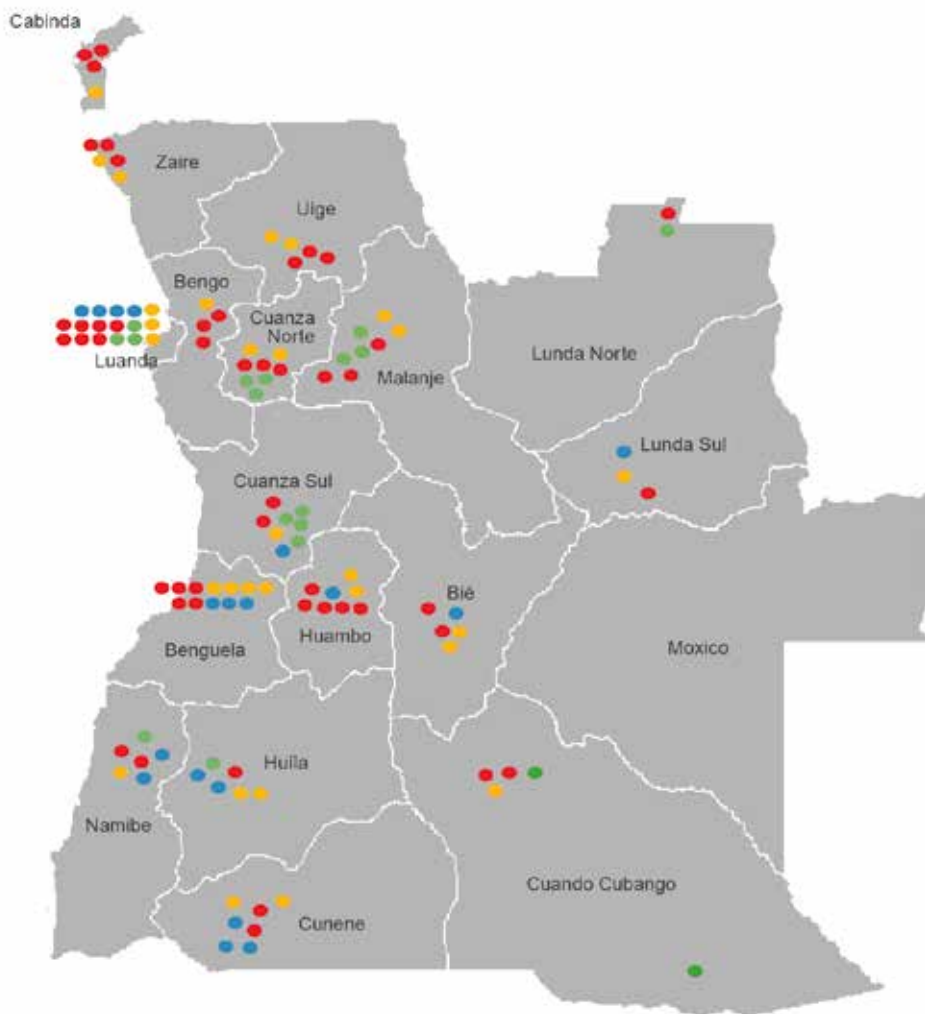 Cabinda
Zaire
Uige
Bengo
Cuanza
Norte
Luanda
Malanje
Lunda Norte
Lunda Sul
Cuanza Sul
Bié
Huambo
Benguela
Moxico
Huíla
Namibe
Cuando Cubango
Cunene